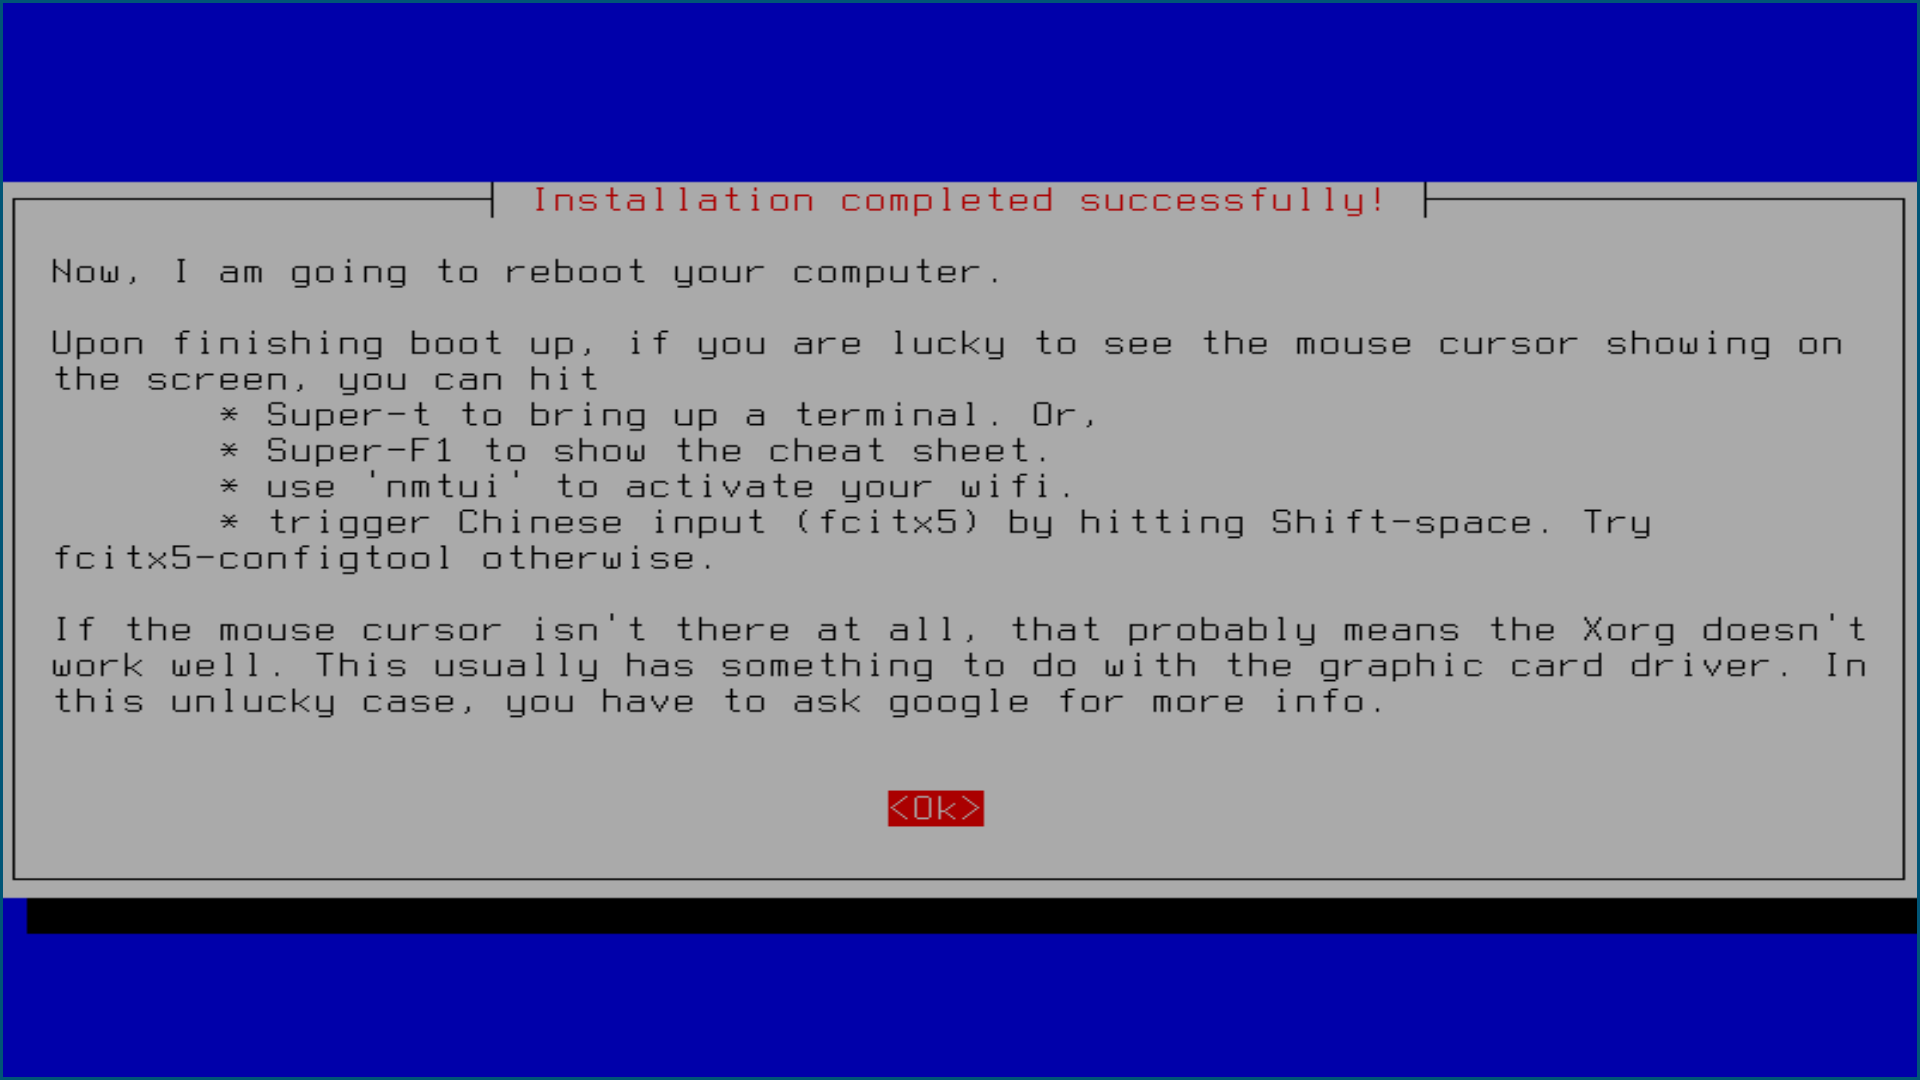 Installation completed successfully!
Now, I am going to reboot your computer.
Upon finishing boot up, if you are lucky to see the mouse cursor showing on
the screen, you can hit
* Super-t to bring up a terminal. Or,
* Super-F1 to show the cheat sheet.
* use 'nmtui' to activate your wifi.
* trigger Chinese input (fcitx5) by hitting Shift-space. Try
fcitx5-configtool otherwise.
If the mouse cursor isn't there at all, that probably means the Xorg doesn't
work well. This usually has something to do with the graphic card driver. In
this unlucky case, you have to ask google for more info.
<Ok>